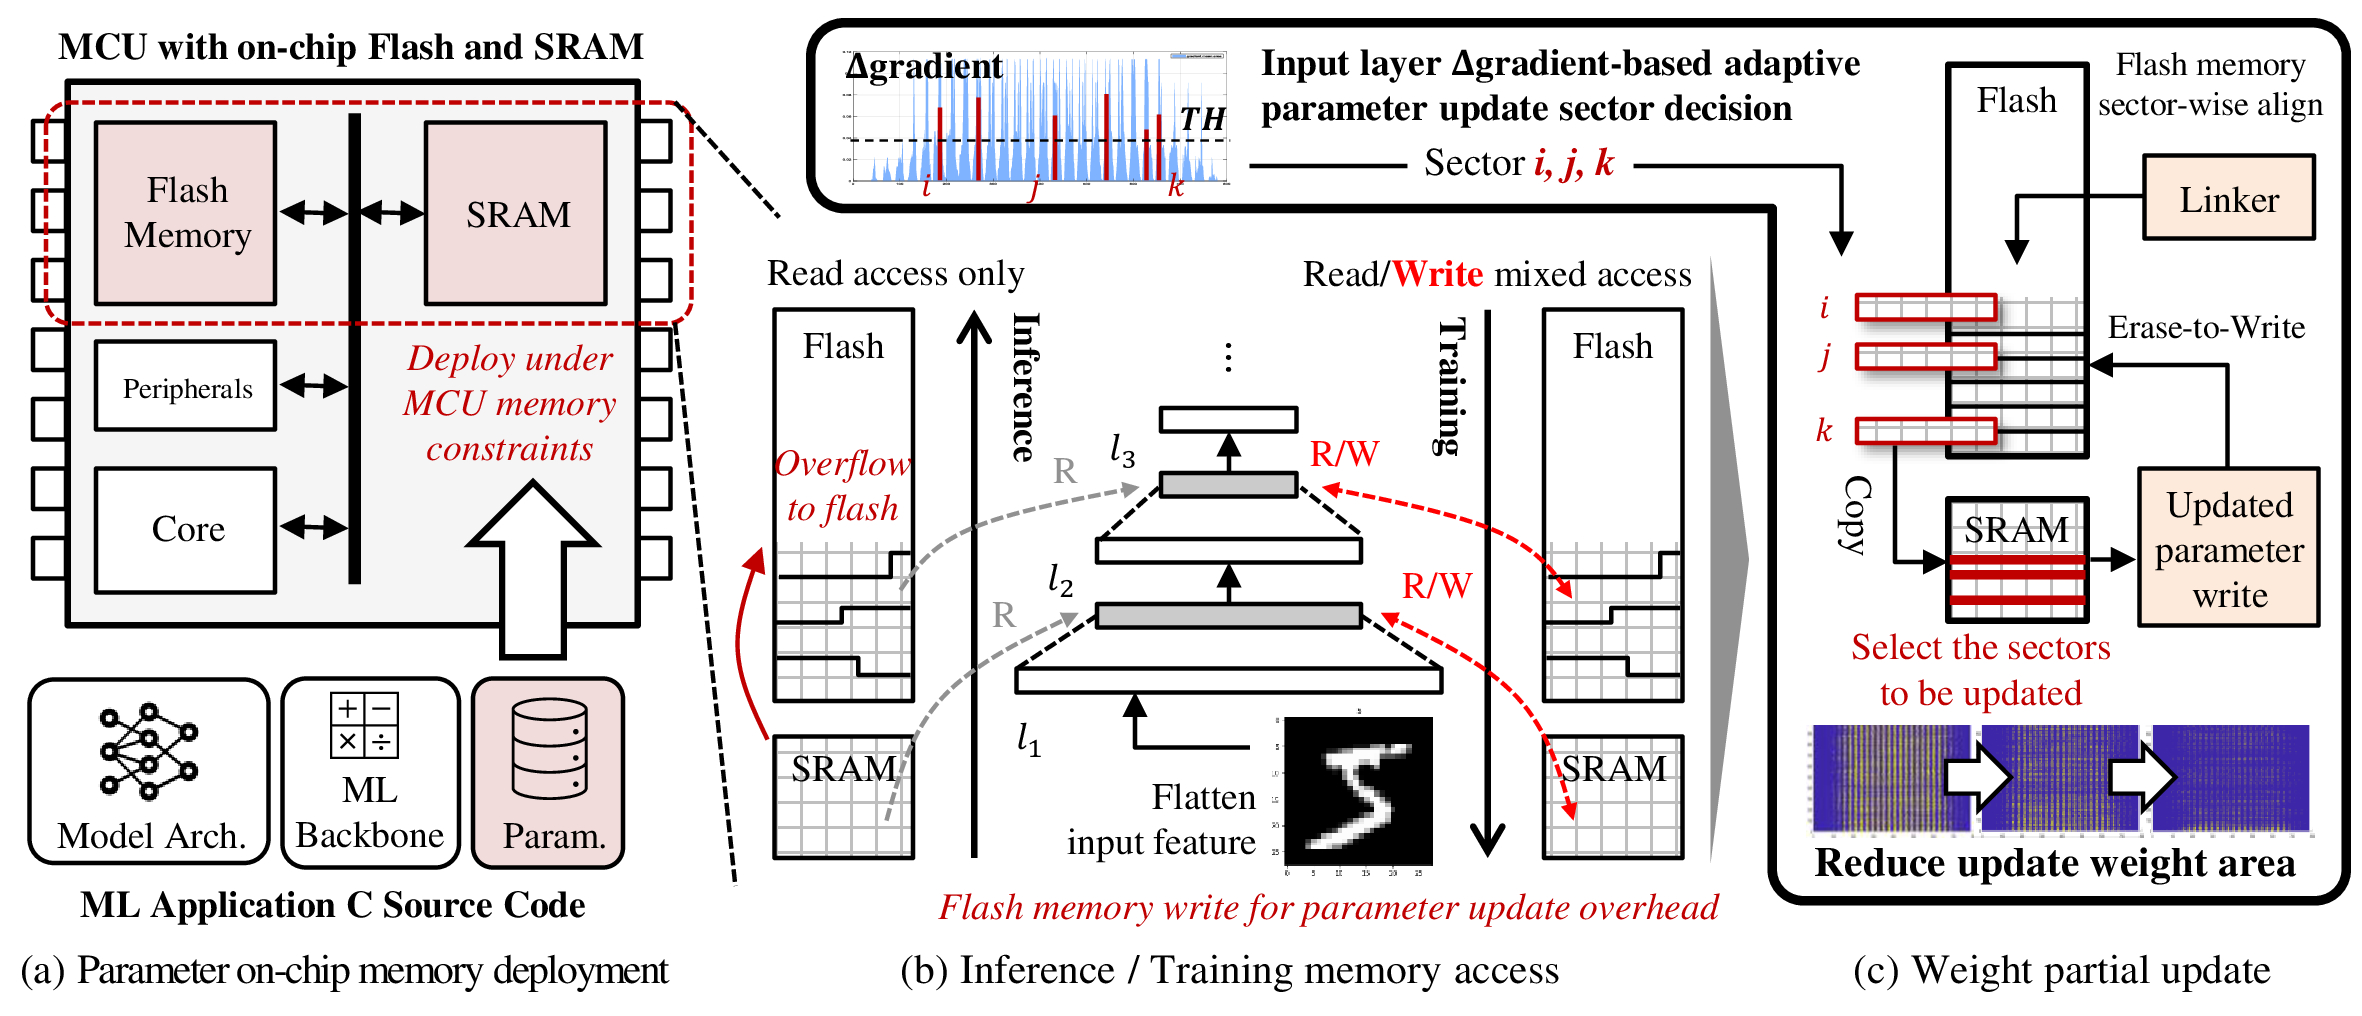 MCU with on-chip Flash and SRAM
Flash
Memory
SRAM
Peripherals
Core
Deploy under
MCU memory
constraints
Model Arch.
+ −
× ÷
ML
Backbone
Param.
ML Application C Source Code
(a) Parameter on-chip memory deployment
Δgradient
TH
i
j
k
Input layer Δgradient-based adaptive
parameter update sector decision
Sector i, j, k
Read access only
Flash
Inference
Overflow
to flash
SRAM
R
R
l3
l2
l1
⋮
Flatten
input feature
Read/Write mixed access
Training
R/W
R/W
Flash
SRAM
Flash memory write for parameter update overhead
(b) Inference / Training memory access
Flash
Flash memory
sector-wise align
Linker
i
j
k
Erase-to-Write
Copy
SRAM
Updated
parameter
write
Select the sectors
to be updated
Reduce update weight area
(c) Weight partial update